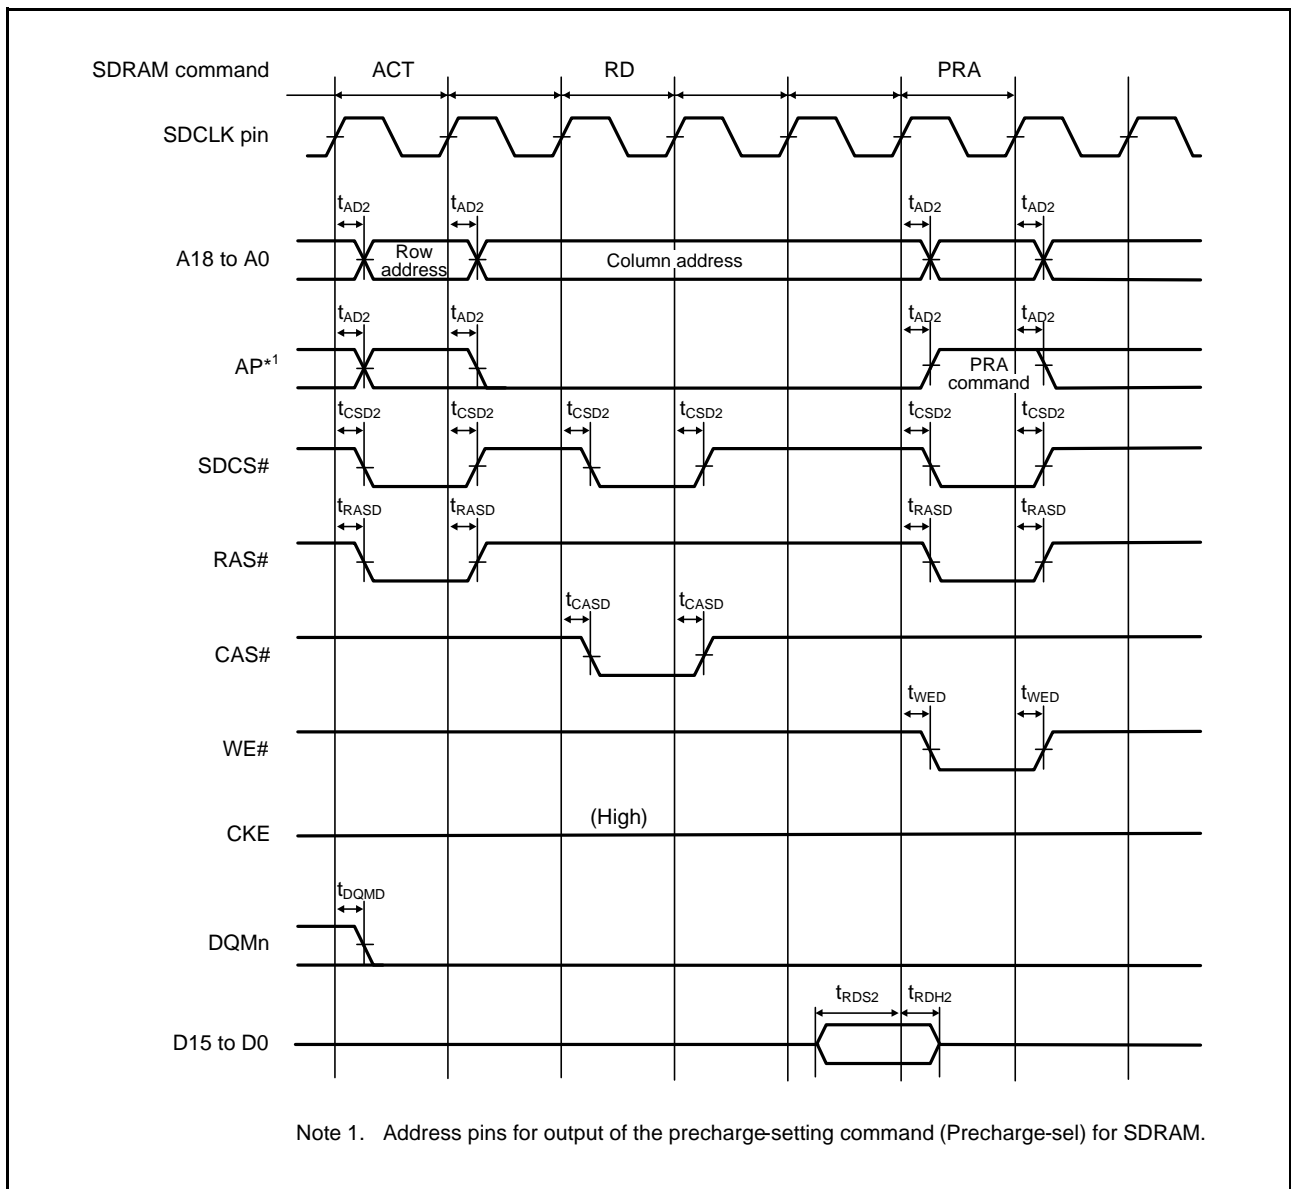 SDRAM command ACT RD PRA
SDCLK pin
tAD2 tAD2 tAD2 tAD2
A18 to A0 Row address Column address
tAD2 tAD2 tAD2 tAD2
AP*1 PRA command
tCSD2 tCSD2 tCSD2 tCSD2 tCSD2 tCSD2
SDCS#
tRASD tRASD tRASD tRASD
RAS#
tCASD tCASD
CAS#
tWED tWED
WE#
(High)
CKE
tDQMD
DQMn
tRDS2 tRDH2
D15 to D0
Note 1. Address pins for output of the precharge-setting command (Precharge-sel) for SDRAM.